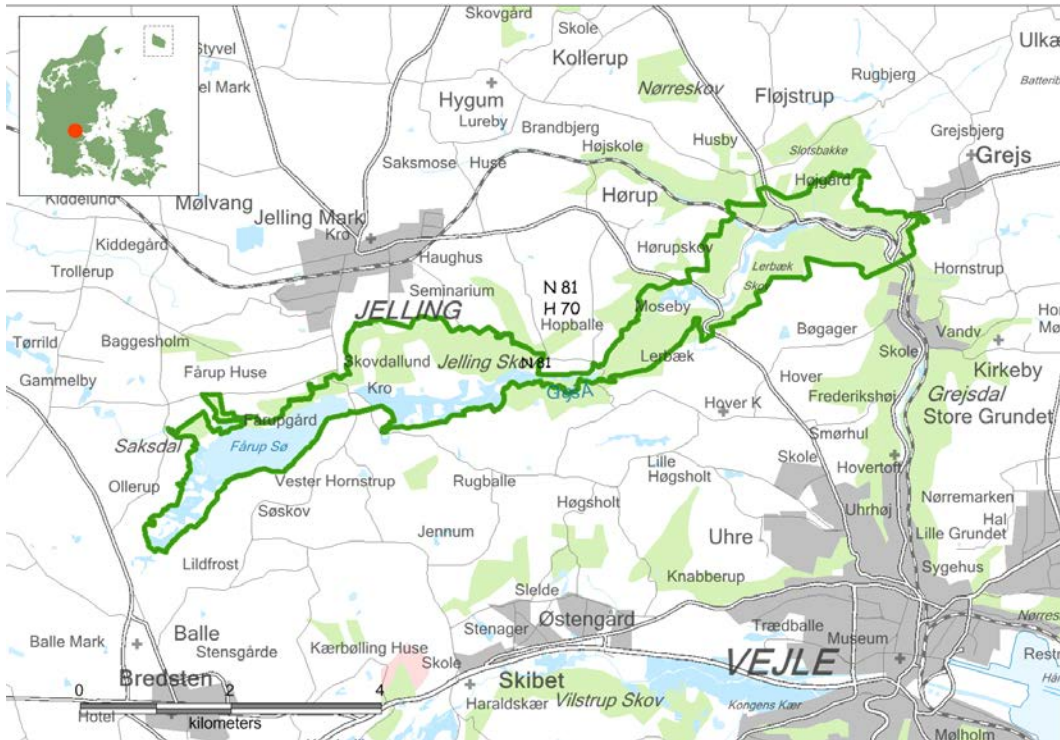 Skovgård
Skole
Kollerup
Ulkæ
Styvel
el Mark
Nørreskov
Rugbjerg
Fløjstrup
Batterib
Hygum
Lureby
Brandbjerg
Husby
Grejsbjerg
Højskole
Slotsbakke
Grejs
Saksmose
Huse
Højgård
Kiddelund
Mølvang
Jelling Mark
Kro
Hørup
Kiddegård
Haughus
Hørupskov
Trollerup
Lerbæk
Skov
Hornstrup
Seminarium
N 81
H 70
JELLING
Moseby
Hopballe
Tørrild
Baggesholm
Bøgager
Vandv.
Skole
Skovdallund
Jelling Skov
N 81
Lerbæk
Kirkeby
Gammelby
Fårup Huse
Kro
GrejsÅ
Hover
Hover K
Frederikshøj
Grejsdal
Store Grundet
Fårupgård
Saksdal
Fårup Sø
Smørhul
Skole
Hovertoft
Lille
Høgsholt
Ollerup
Vester Hornstrup
Rugballe
Høgsholt
Nørremarken
Søskov
Uhrhøj
Hal
Lille Grundet
Jennum
Uhre
Lildfrost
Sygehus
Knabberup
Slelde
Nørres
Balle
Balle Mark
Stensgårde
Østengård
Stenager
Trædballe
Museum
Kærbølling Huse
Skole
VEJLE
Restr
Bredsten
0 2 4
Skibet
Vilstrup Skov
Haraldskær
Kongens Kær
Hotel
kilometers
Mølholm